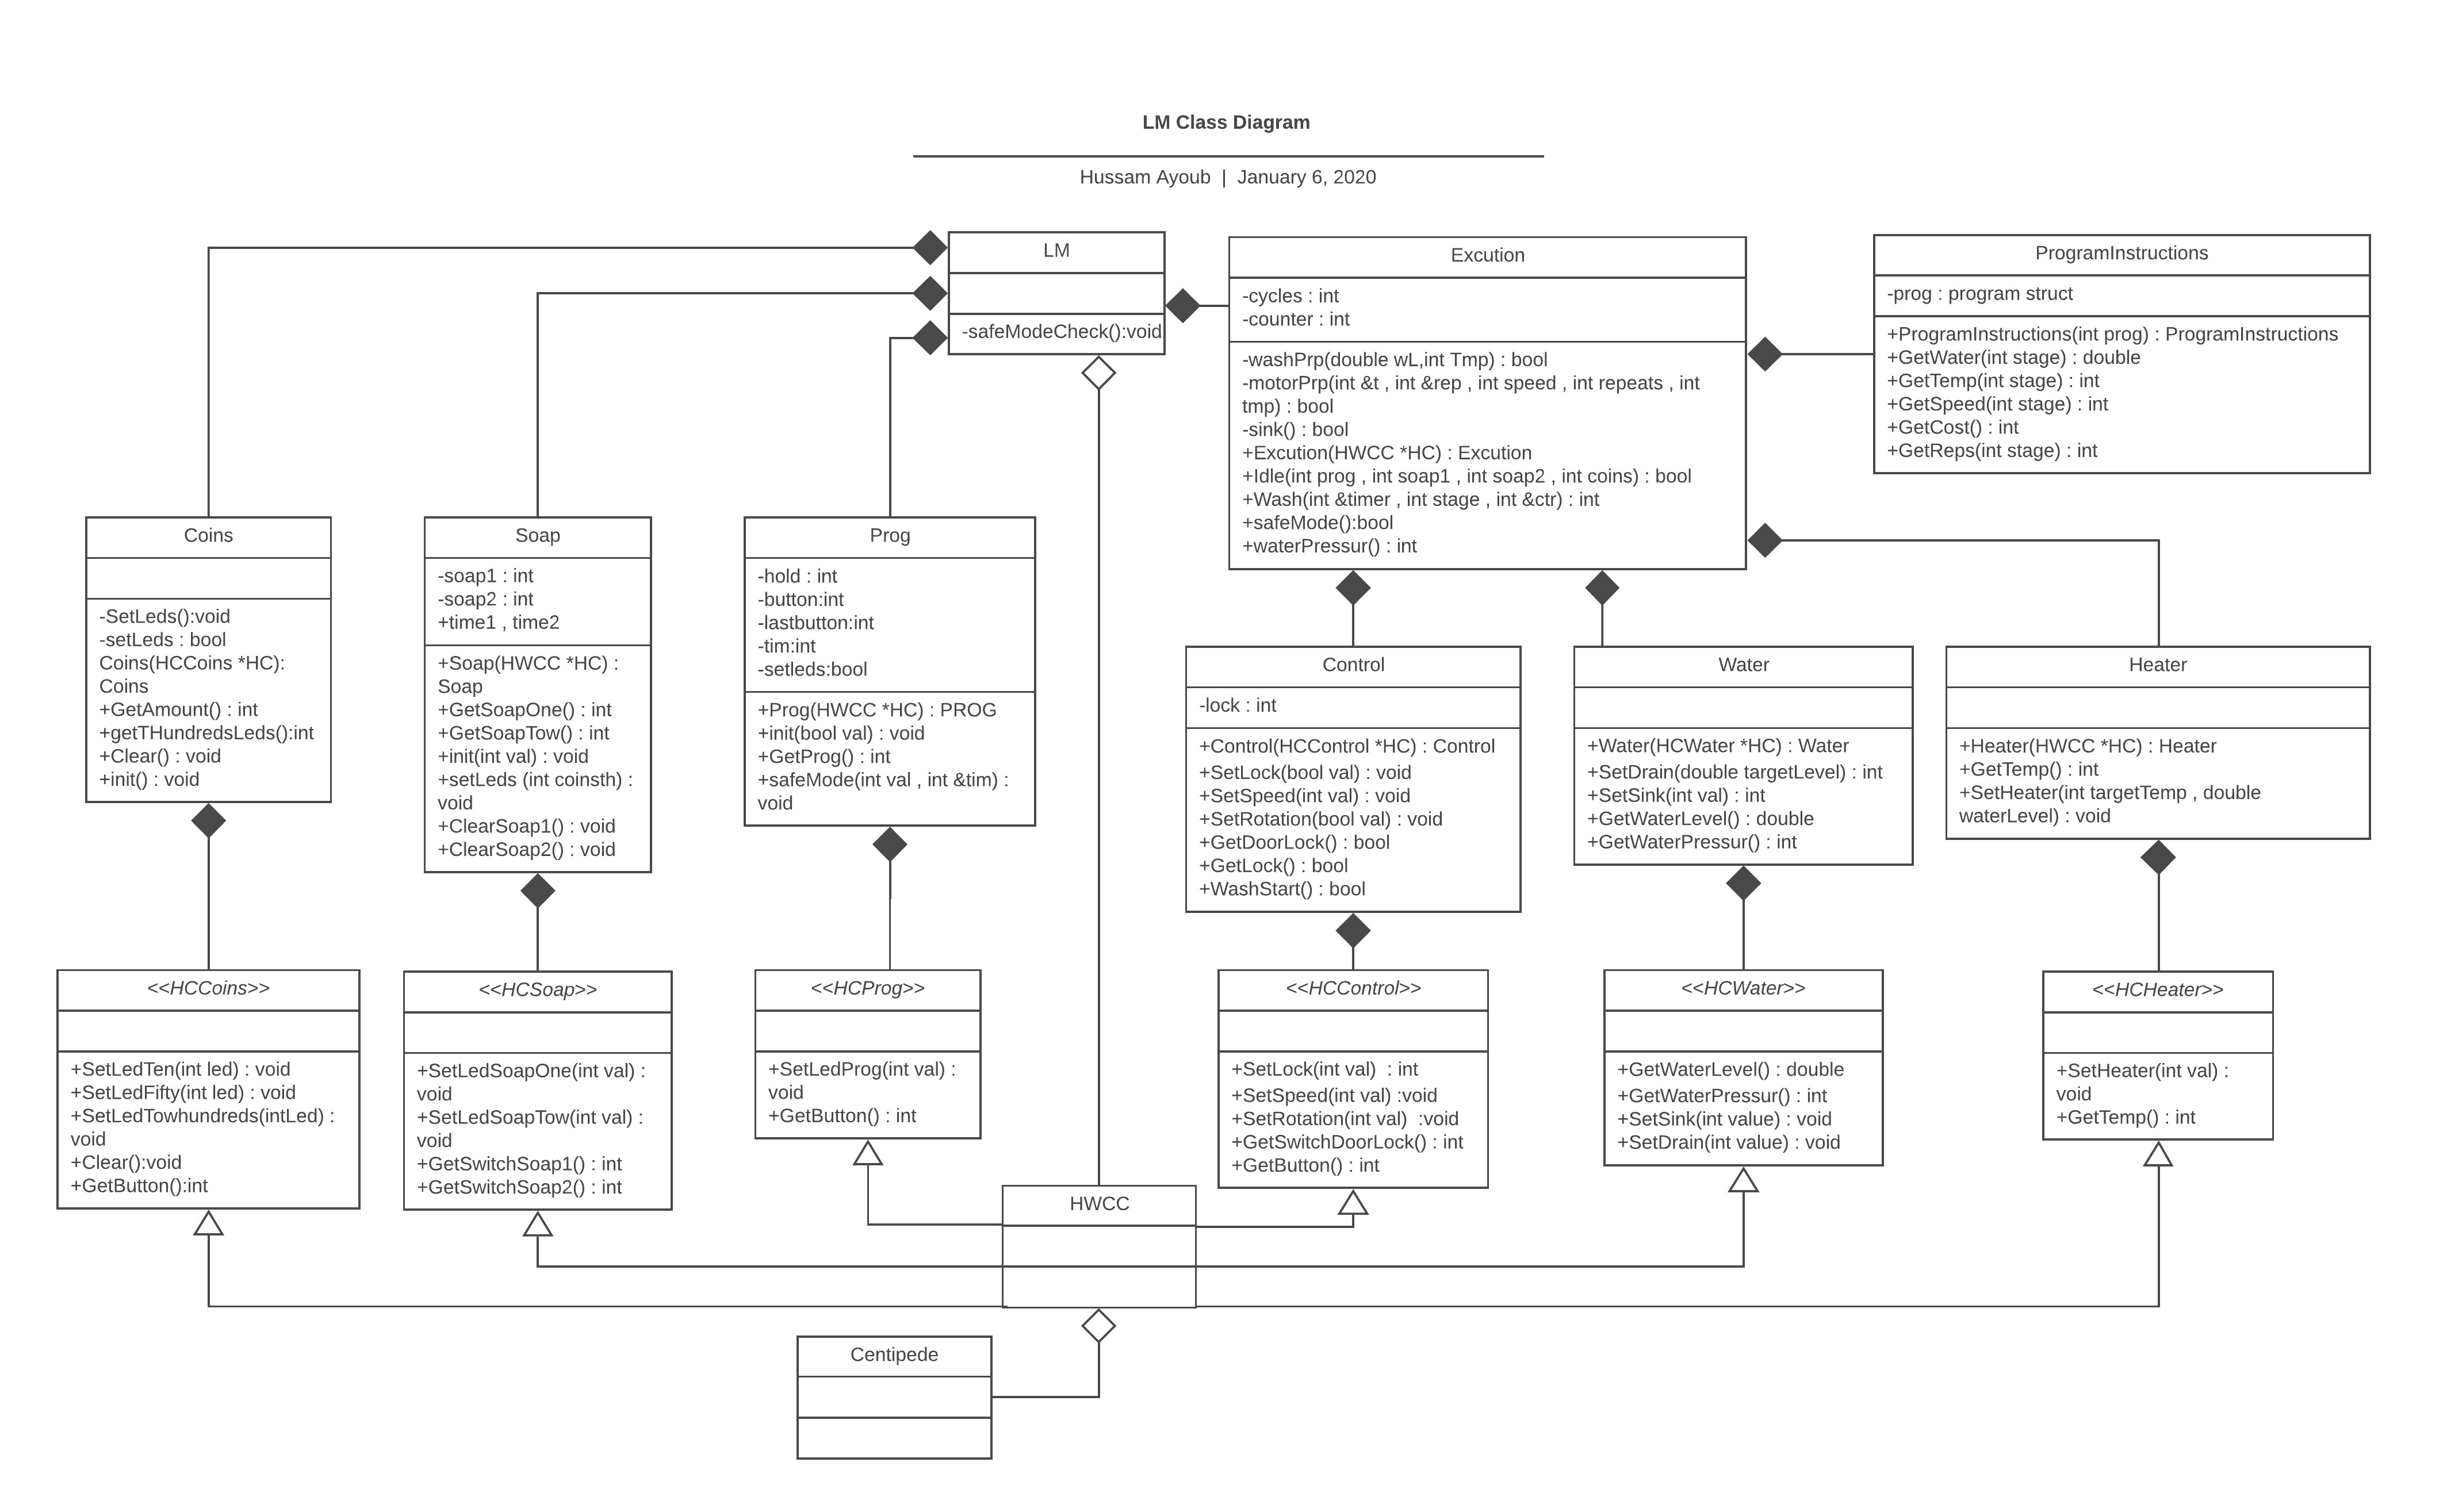 LM Class Diagram
Hussam Ayoub | January 6, 2020
LM
-safeModeCheck():void
Excution
-cycles : int
-counter : int
-washPrp(double wL,int Tmp) : bool
-motorPrp(int &t , int &rep , int speed , int repeats , int
tmp) : bool
-sink() : bool
+Excution(HWCC *HC) : Excution
+Idle(int prog , int soap1 , int soap2 , int coins) : bool
+Wash(int &timer , int stage , int &ctr) : int
+safeMode():bool
+waterPressur() : int
ProgramInstructions
-prog : program struct
+ProgramInstructions(int prog) : ProgramInstructions
+GetWater(int stage) : double
+GetTemp(int stage) : int
+GetSpeed(int stage) : int
+GetCost() : int
+GetReps(int stage) : int
Coins
-SetLeds():void
-setLeds : bool
Coins(HCCoins *HC):
Coins
+GetAmount() : int
+getTHundredsLeds():int
+Clear() : void
+init() : void
Soap
-soap1 : int
-soap2 : int
+time1 , time2
+Soap(HWCC *HC) :
Soap
+GetSoapOne() : int
+GetSoapTow() : int
+init(int val) : void
+setLeds (int coinsth) :
void
+ClearSoap1() : void
+ClearSoap2() : void
Prog
-hold : int
-button:int
-lastbutton:int
-tim:int
-setleds:bool
+Prog(HWCC *HC) : PROG
+init(bool val) : void
+GetProg() : int
+safeMode(int val , int &tim) :
void
Control
-lock : int
+Control(HCControl *HC) : Control
+SetLock(bool val) : void
+SetSpeed(int val) : void
+SetRotation(bool val) : void
+GetDoorLock() : bool
+GetLock() : bool
+WashStart() : bool
Water
+Water(HCWater *HC) : Water
+SetDrain(double targetLevel) : int
+SetSink(int val) : int
+GetWaterLevel() : double
+GetWaterPressur() : int
Heater
+Heater(HWCC *HC) : Heater
+GetTemp() : int
+SetHeater(int targetTemp , double
waterLevel) : void
<<HCCoins>>
+SetLedTen(int led) : void
+SetLedFifty(int led) : void
+SetLedTowhundreds(intLed) :
void
+Clear():void
+GetButton():int
<<HCSoap>>
+SetLedSoapOne(int val) :
void
+SetLedSoapTow(int val) :
void
+GetSwitchSoap1() : int
+GetSwitchSoap2() : int
<<HCProg>>
+SetLedProg(int val) :
void
+GetButton() : int
<<HCControl>>
+SetLock(int val)  : int
+SetSpeed(int val) :void
+SetRotation(int val)  :void
+GetSwitchDoorLock() : int
+GetButton() : int
<<HCWater>>
+GetWaterLevel() : double
+GetWaterPressur() : int
+SetSink(int value) : void
+SetDrain(int value) : void
<<HCHeater>>
+SetHeater(int val) :
void
+GetTemp() : int
HWCC
Centipede